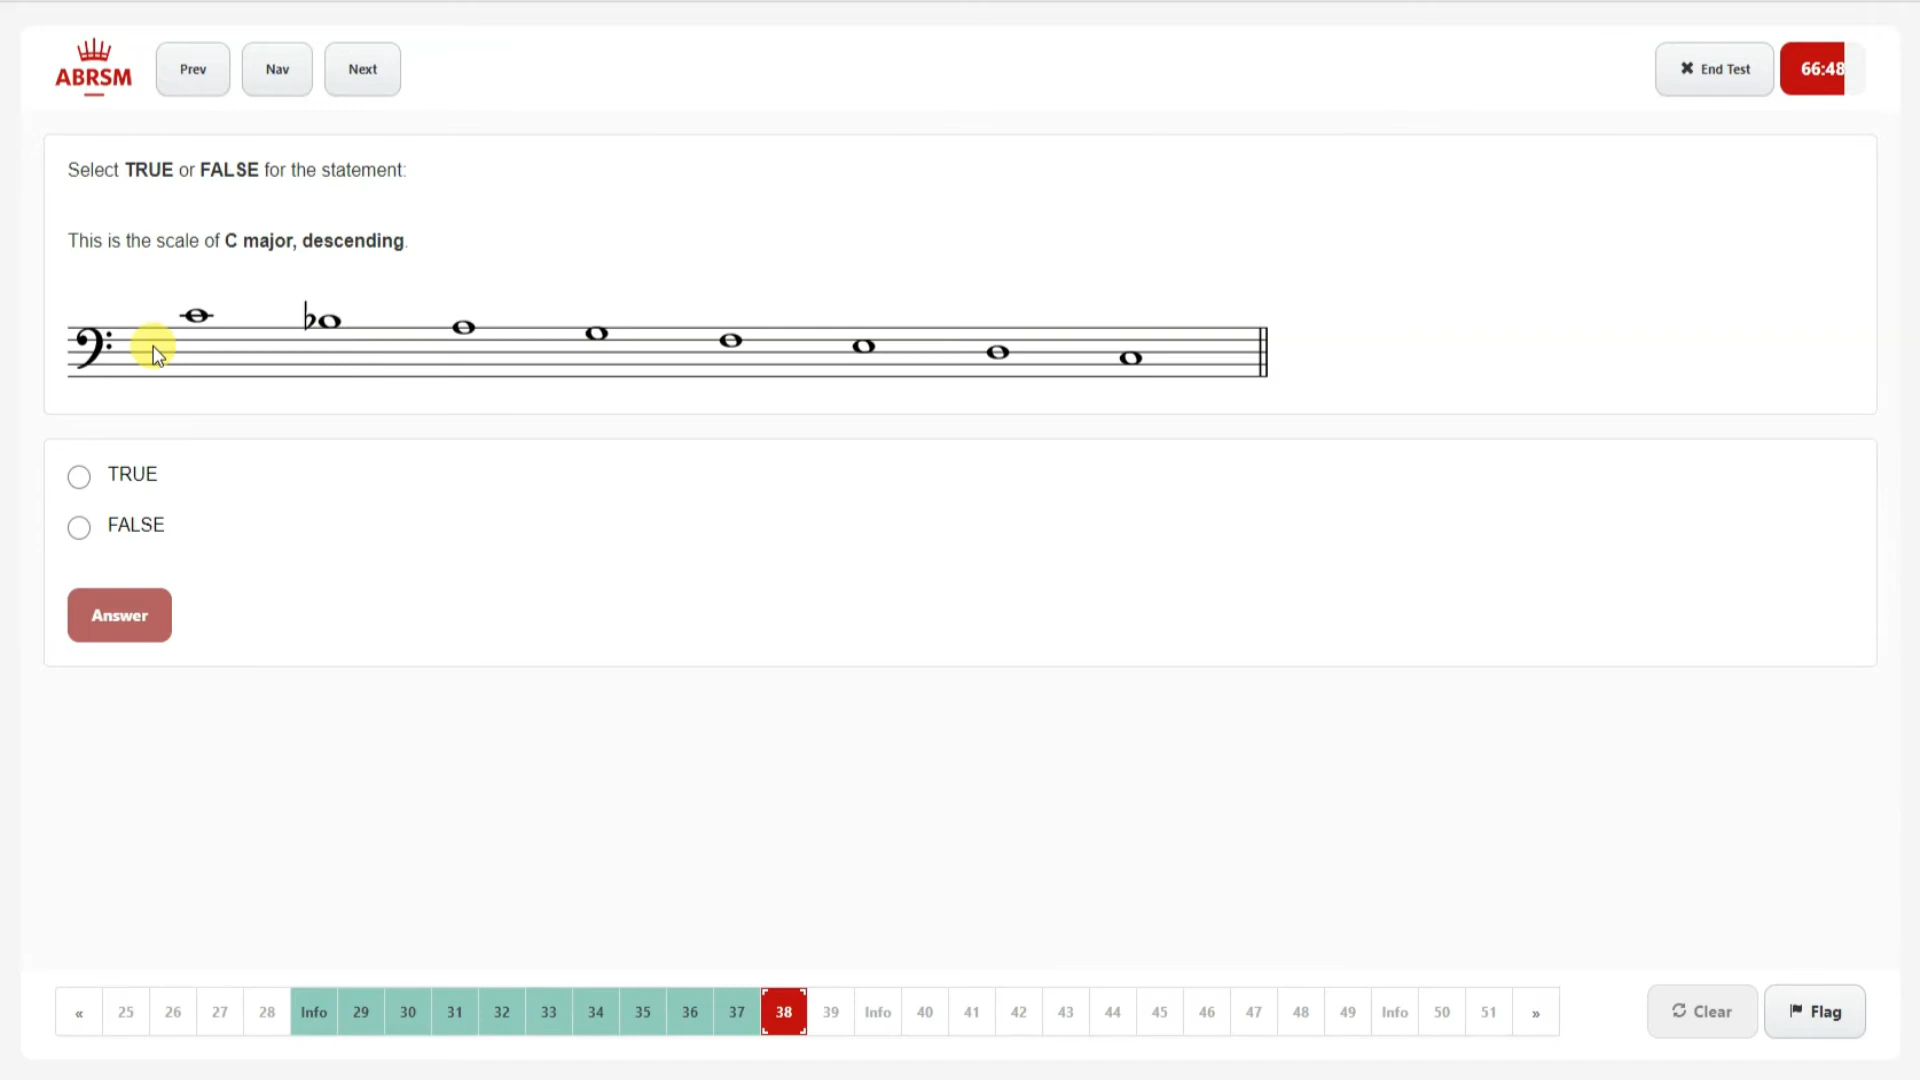 ABRSM
Prev
Nav
Next
End Test
66:48
Select TRUE or FALSE for the statement:
This is the scale of C major, descending.
TRUE
FALSE
Answer
« 25 26 27 28 Info 29 30 31 32 33 34 35 36 37 38 39 Info 40 41 42 43 44 45 46 47 48 49 Info 50 51 »
Clear
Flag